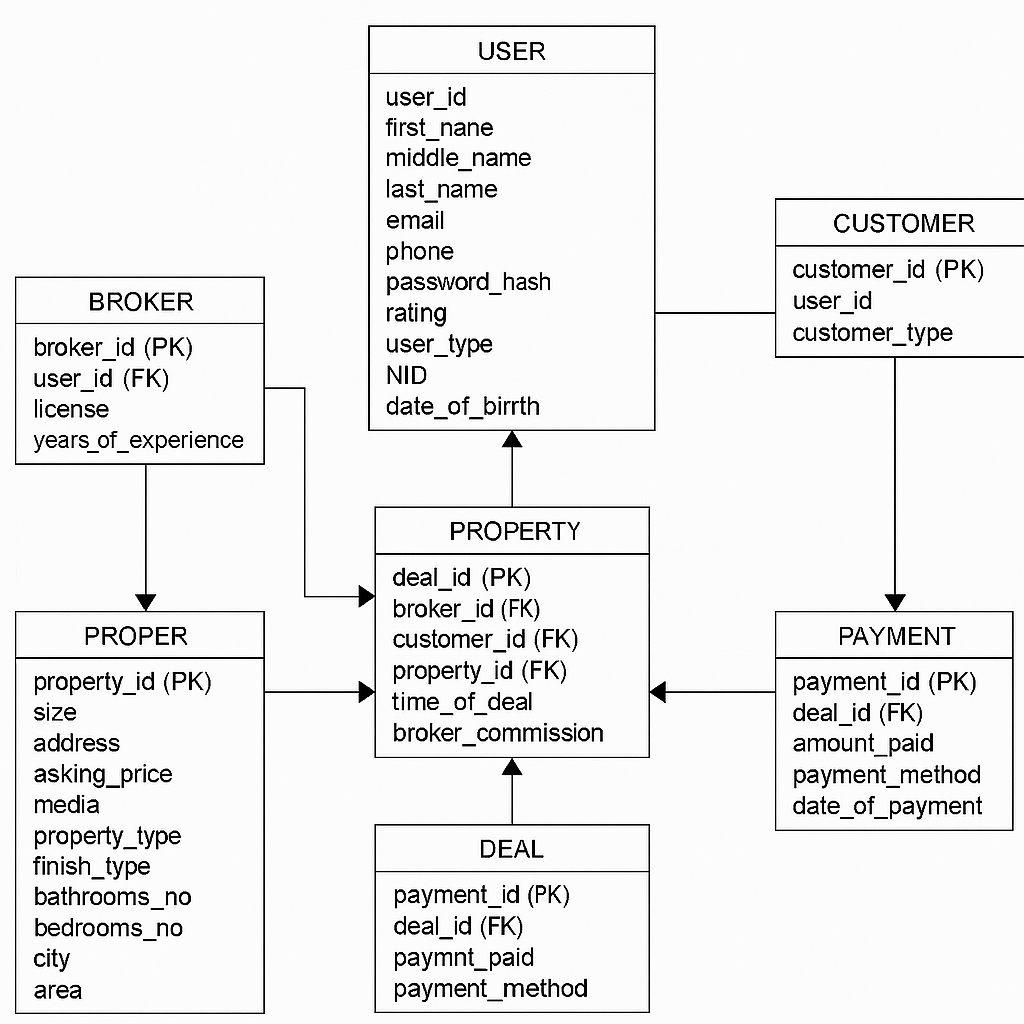 USER
user_id
first_nane
middle_name
last_name
email
phone
password_hash
rating
user_type
NID
date_of_birrth
CUSTOMER
customer_id (PK)
user_id
customer_type
BROKER
broker_id (PK)
user_id (FK)
license
years_of_experience
PROPERTY
deal_id (PK)
broker_id (FK)
customer_id (FK)
property_id (FK)
time_of_deal
broker_commission
PROPER
property_id (PK)
size
address
asking_price
media
property_type
finish_type
bathrooms_no
bedrooms_no
city
area
PAYMENT
payment_id (PK)
deal_id (FK)
amount_paid
payment_method
date_of_payment
DEAL
payment_id (PK)
deal_id (FK)
paymnt_paid
payment_method